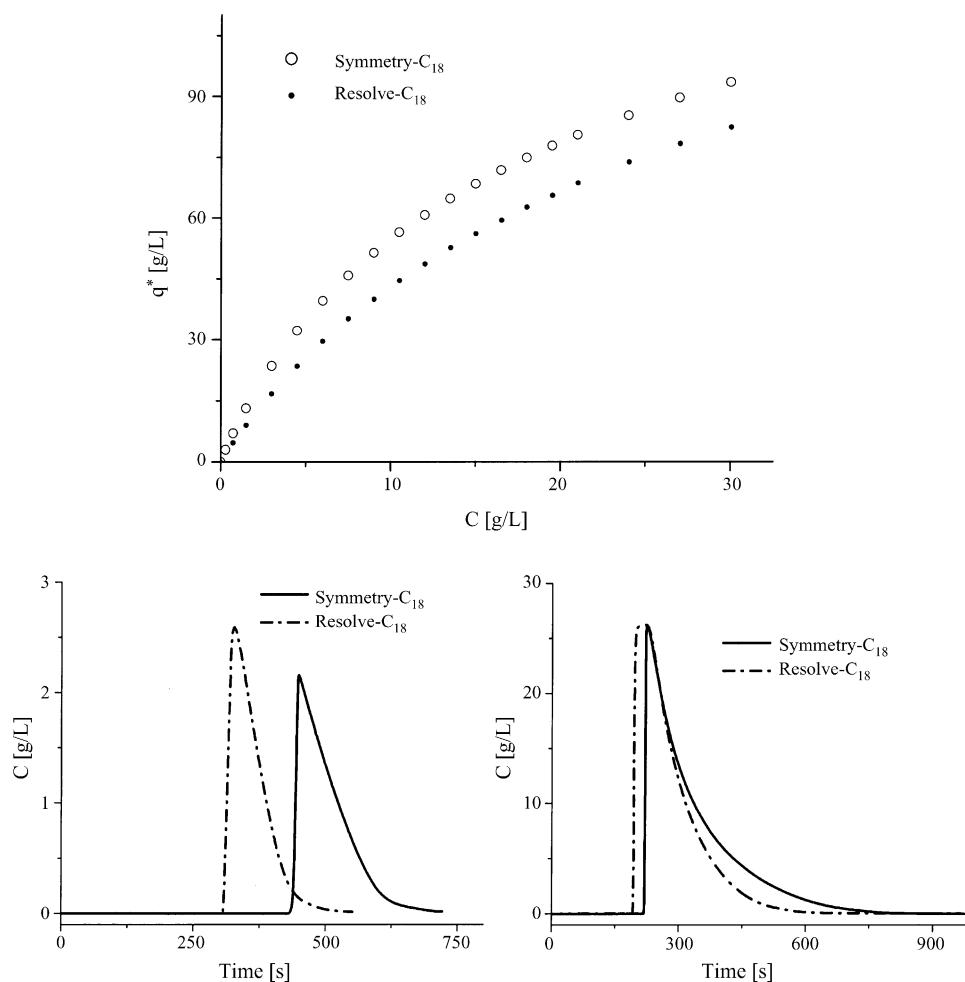 Symmetry-C18
Resolve-C18
90
60
30
0
q* [g/L]
0 10 20 30
C [g/L]
3
2
1
0
C [g/L]
Symmetry-C18
Resolve-C18
0 250 500 750
Time [s]
30
20
10
0
C [g/L]
Symmetry-C18
Resolve-C18
0 300 600 900
Time [s]